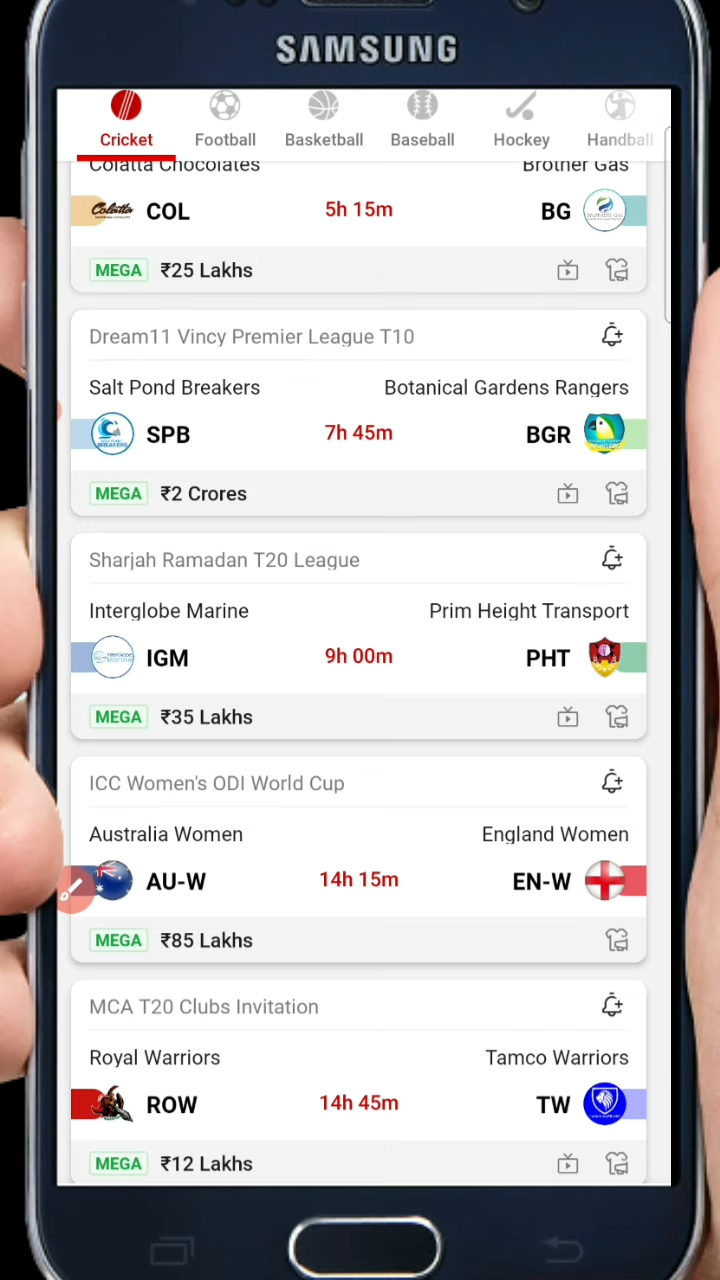 SAMSUNG
Cricket Football Basketball Baseball Hockey Handball
Colatta Chocolates Brother Gas
Colatta COL 5h 15m BG
MEGA ₹25 Lakhs
Dream11 Vincy Premier League T10
Salt Pond Breakers Botanical Gardens Rangers
SPB 7h 45m BGR
MEGA ₹2 Crores
Sharjah Ramadan T20 League
Interglobe Marine Prim Height Transport
IGM 9h 00m PHT
MEGA ₹35 Lakhs
ICC Women's ODI World Cup
Australia Women England Women
AU-W 14h 15m EN-W
MEGA ₹85 Lakhs
MCA T20 Clubs Invitation
Royal Warriors Tamco Warriors
ROW 14h 45m TW
MEGA ₹12 Lakhs